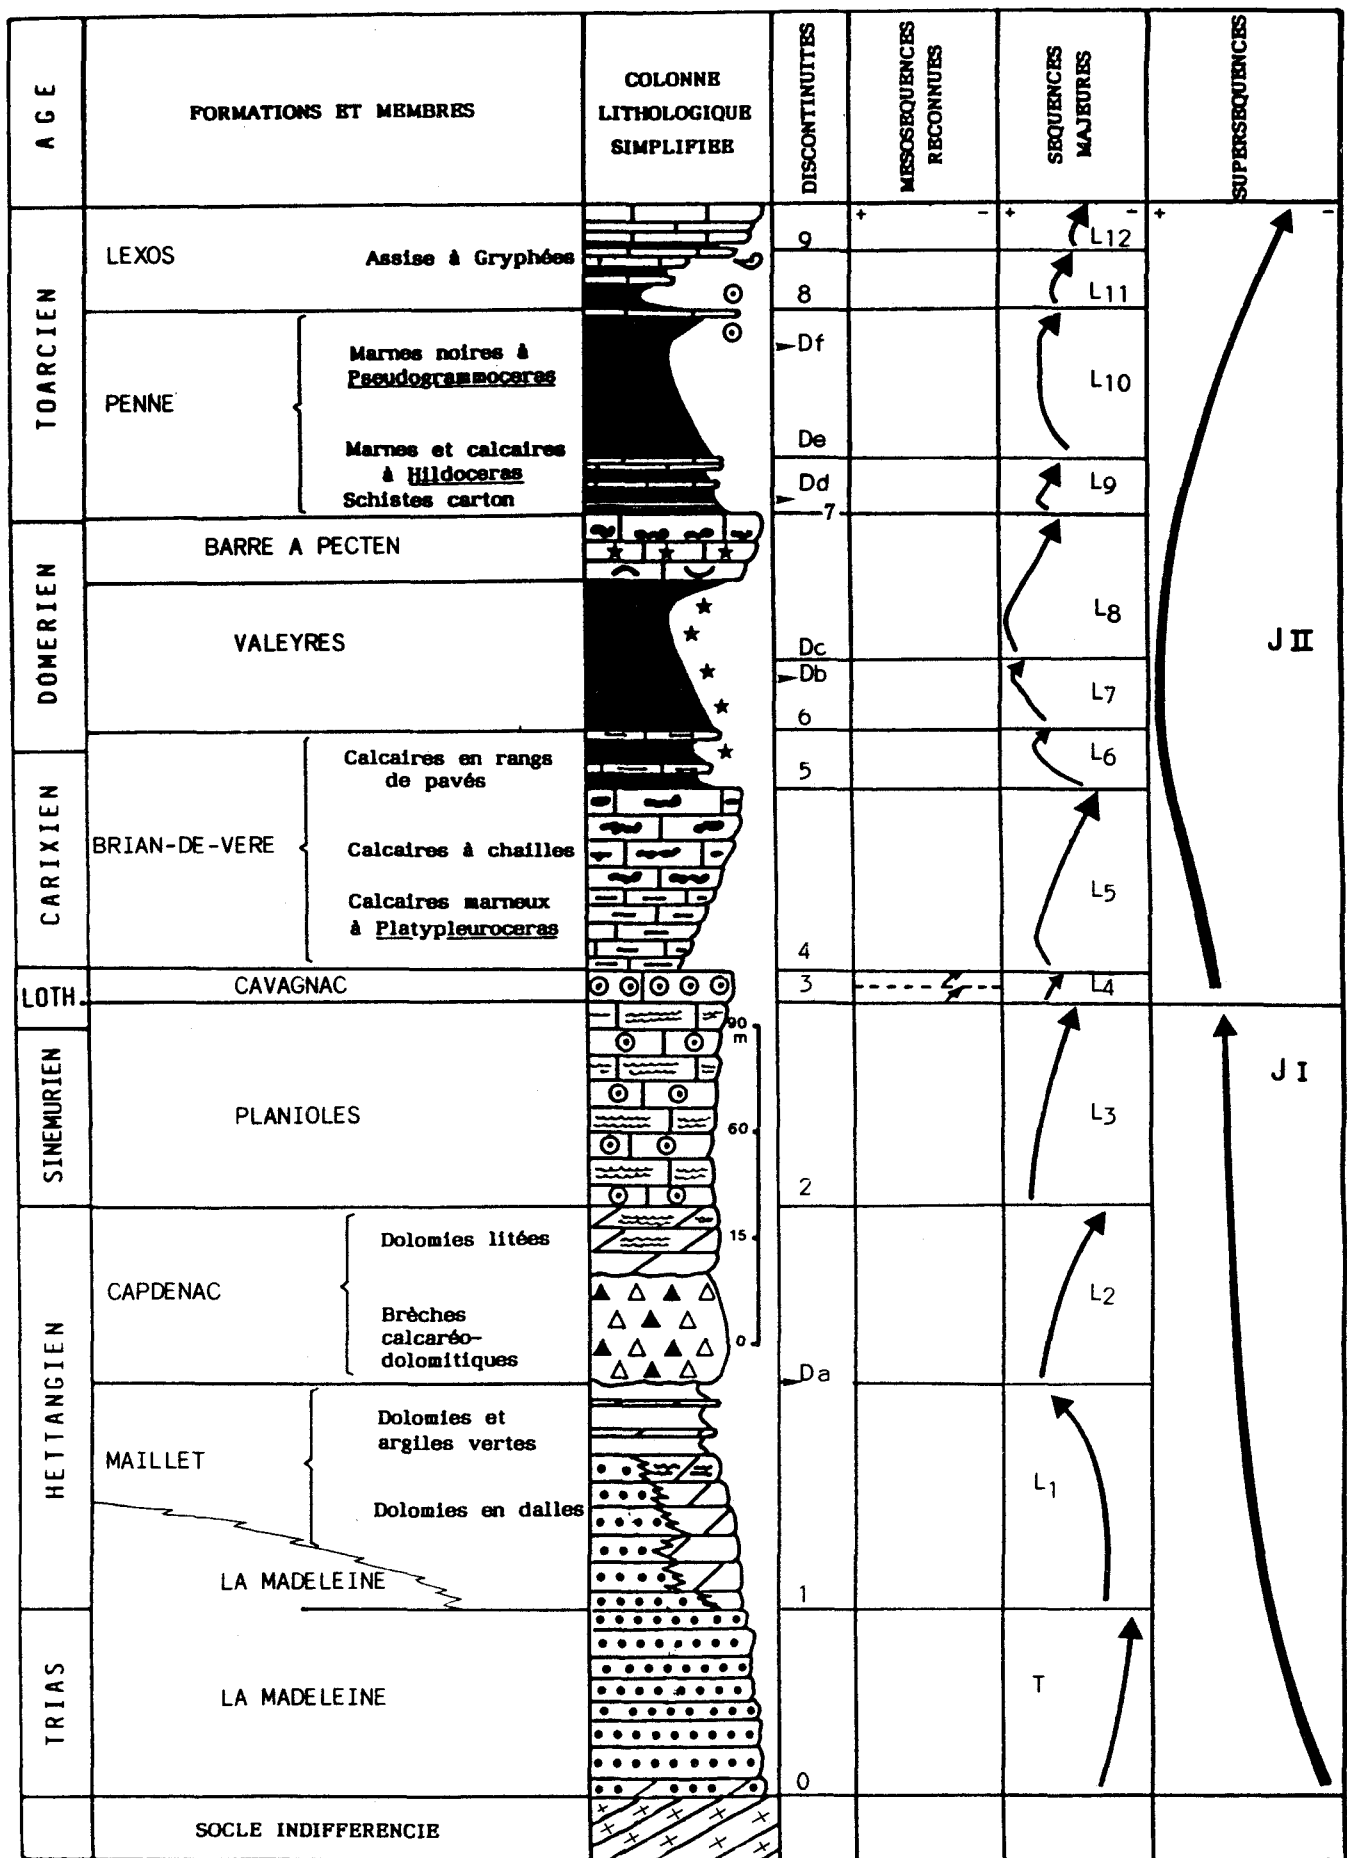 AGE
FORMATIONS ET MEMBRES
COLONNE
LITHOLOGIQUE
SIMPLIFIEE
DISCONTINUITES
MESOSEQUENCES
RECONNUES
SEQUENCES
MAJEURES
SUPERSEQUENCES
+ - + - + -
TOARCIEN
LEXOS
Assise à Gryphées
9
L12
8
L11
PENNE
Marnes noires à
Pseudogrammoceras
Df
L10
De
Marnes et calcaires
à Hildoceras
Schistes carton
Dd
L9
7
DOMERIEN
BARRE A PECTEN
VALEYRES
L8
Dc
J II
Db
L7
6
CARIXIEN
BRIAN-DE-VERE
Calcaires en rangs
de pavés
L6
5
Calcaires à chailles
Calcaires marneux
à Platypleuroceras
L5
4
LOTH.
CAVAGNAC
3
L4
SINEMURIEN
PLANIOLES
90
m
60
L3
J I
2
HETTANGIEN
CAPDENAC
Dolomies litées
15
Brèches
calcaréo-
dolomitiques
0
L2
Da
MAILLET
Dolomies et
argiles vertes
Dolomies en dalles
L1
LA MADELEINE
1
TRIAS
LA MADELEINE
T
0
SOCLE INDIFFERENCIE